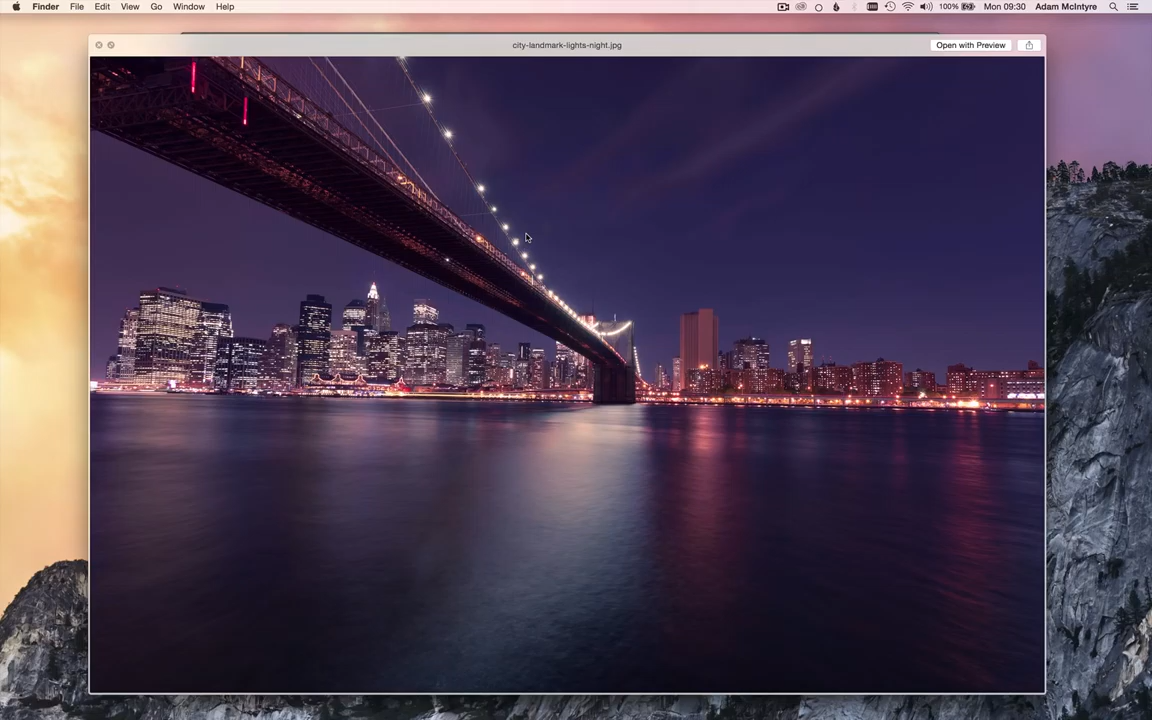 Finder File Edit View Go Window Help 100% Mon 09:30 Adam McIntyre
city-landmark-lights-night.jpg Open with Preview